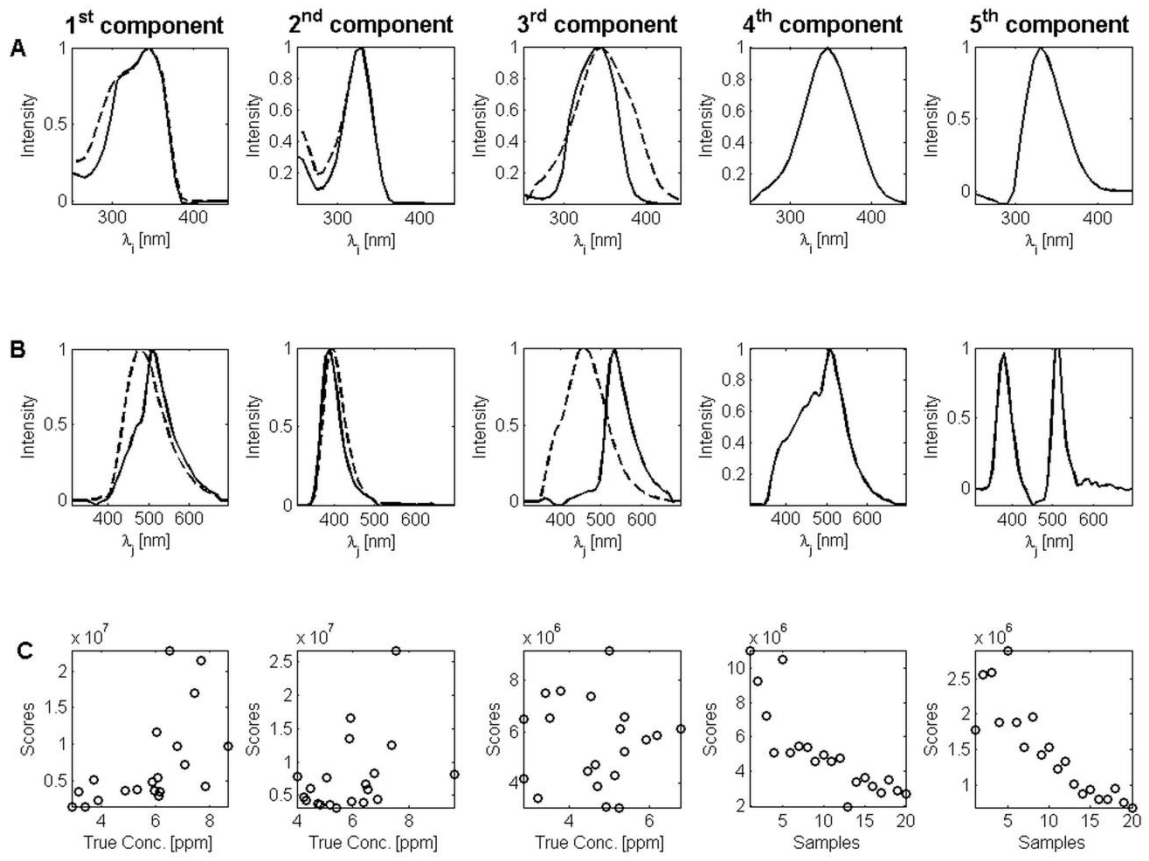 1st component 2nd component 3rd component 4th component 5th component
A
1 1 1 1 1
0.8 0.8 0.8
0.5 0.6 0.6 0.6 0.5
0.4 0.4 0.4
0.2 0.2 0.2
0 0
Intensity Intensity Intensity Intensity Intensity
300 400 300 400 300 400 300 400 300 400
λi [nm] λi [nm] λi [nm] λi [nm] λi [nm]
B
1 1 1 1 1
0.8
0.5 0.5 0.5 0.6 0.5
0.4
0.2
0 0 0 0
Intensity Intensity Intensity Intensity Intensity
400 500 600 400 500 600 400 500 600 400 500 600 400 500 600
λj [nm] λj [nm] λj [nm] λj [nm] λj [nm]
C
x 10^7 x 10^7 x 10^6 x 10^6 x 10^6
2 2.5 8 10 2.5
1.5 2 8 2
1 1.5 6 6 1.5
0.5 1 4 4 1
0.5 2
Scores Scores Scores Scores Scores
4 6 8 4 6 8 4 6 5 10 15 20 5 10 15 20
True Conc. [ppm] True Conc. [ppm] True Conc. [ppm] Samples Samples